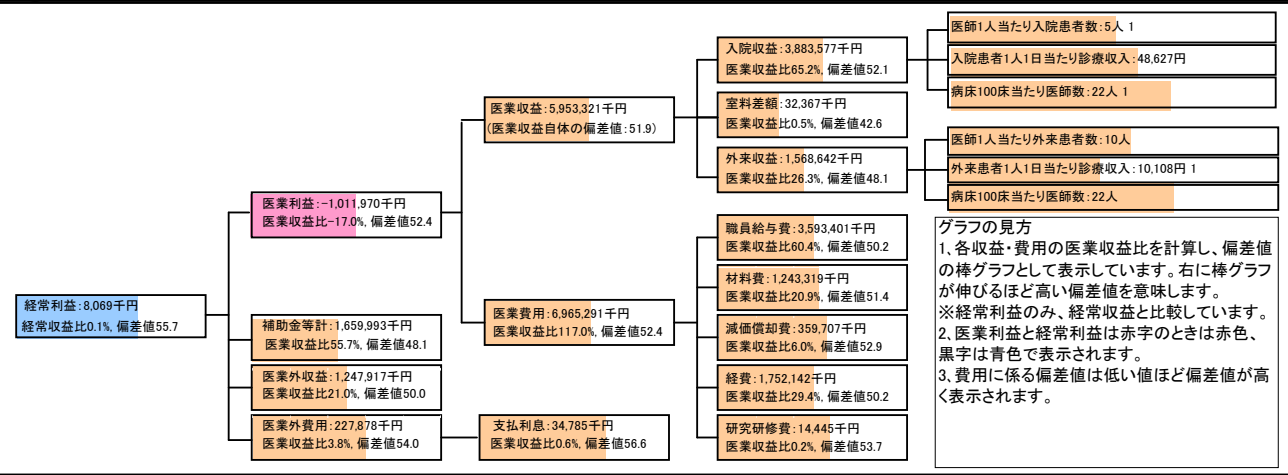 経常利益:8,069千円
経常収支比0.1%, 偏差値55.7
医業利益:-1,011,970千円
医業収益比-17.0%, 偏差値52.4
補助金等計:1,659,993千円
医業収益比55.7%, 偏差値48.1
医業外収益:1,247,917千円
医業収益比21.0%, 偏差値50.0
医業外費用:227,878千円
医業収益比3.8%, 偏差値54.0
医業収益:5,953,321千円
(医業収益自体の偏差値:51.9)
医業費用:6,965,291千円
医業収益比117.0%, 偏差値52.4
支払利息:34,785千円
医業収益比0.6%, 偏差値56.6
入院収益:3,883,577千円
医業収益比65.2%, 偏差値52.1
室料差額:32,367千円
医業収益比0.5%, 偏差値42.6
外来収益:1,568,642千円
医業収益比26.3%, 偏差値48.1
職員給与費:3,593,401千円
医業収益比60.4%, 偏差値50.2
材料費:1,243,319千円
医業収益比20.9%, 偏差値51.4
減価償却費:359,707千円
医業収益比6.0%, 偏差値52.9
経費:1,752,142千円
医業収益比29.4%, 偏差値50.2
研究研修費:14,445千円
医業収益比0.2%, 偏差値53.7
医師1人当たり入院患者数:5人 1
入院患者1人1日当たり診療収入:48,627円
病床100床当たり医師数:22人 1
医師1人当たり外来患者数:10人
外来患者1人1日当たり診療収入:10,108円 1
病床100床当たり医師数:22人
グラフの見方
1、各収益・費用の医業収益比を計算し、偏差値
の棒グラフとして表示しています。右に棒グラフ
が伸びるほど高い偏差値を意味します。
※経常利益のみ、経常収益と比較しています。
2、医業利益と経常利益は赤字のときは赤色、
黒字は青色で表示されます。
3、費用に係る偏差値は低い値ほど偏差値が高
く表示されます。